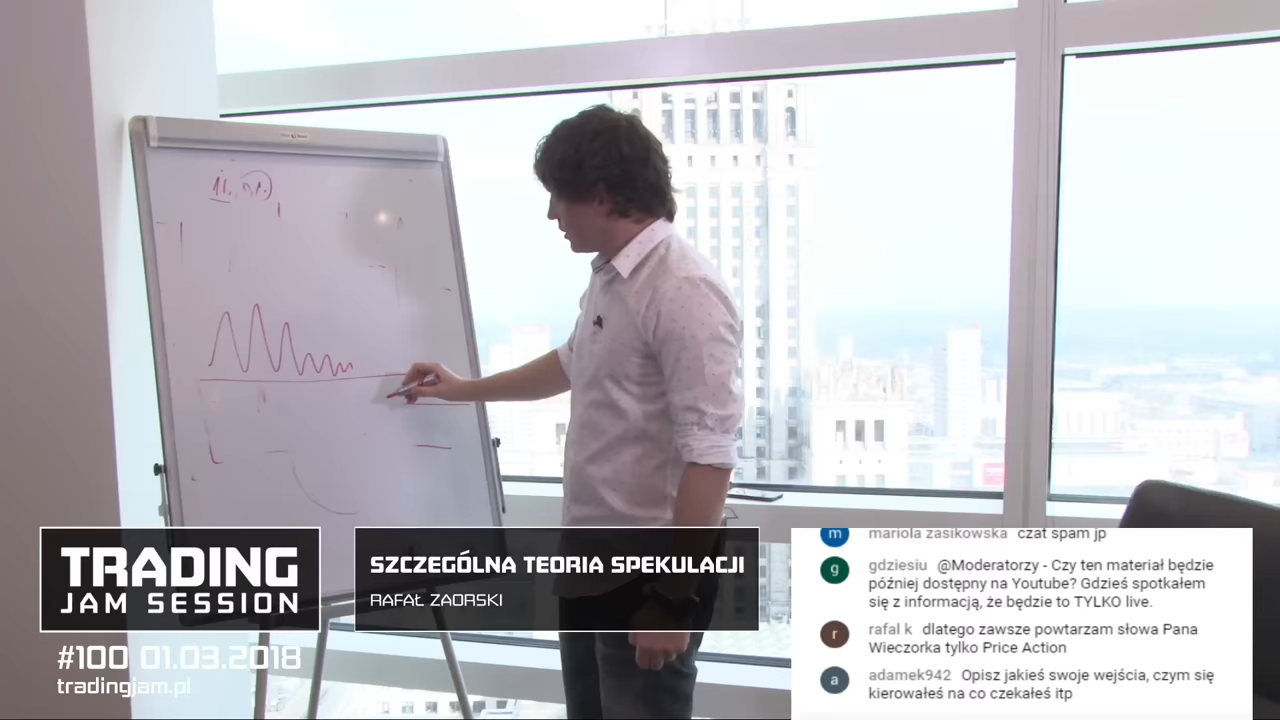 TRADING
JAM SESSION
#100 01.03.2018
tradingjam.pl
SZCZEGÓLNA TEORIA SPEKULACJI
RAFAŁ ZAORSKI
m mariola zasikowska czat spam jp
g gdziesiu @Moderatorzy - Czy ten materiał będzie
później dostępny na Youtube? Gdzieś spotkałem
się z informacją, że będzie to TYLKO live.
r rafal k dlatego zawsze powtarzam słowa Pana
Wieczorka tylko Price Action
a adamek942 Opisz jakieś swoje wejścia, czym się
kierowałeś na co czekałeś itp